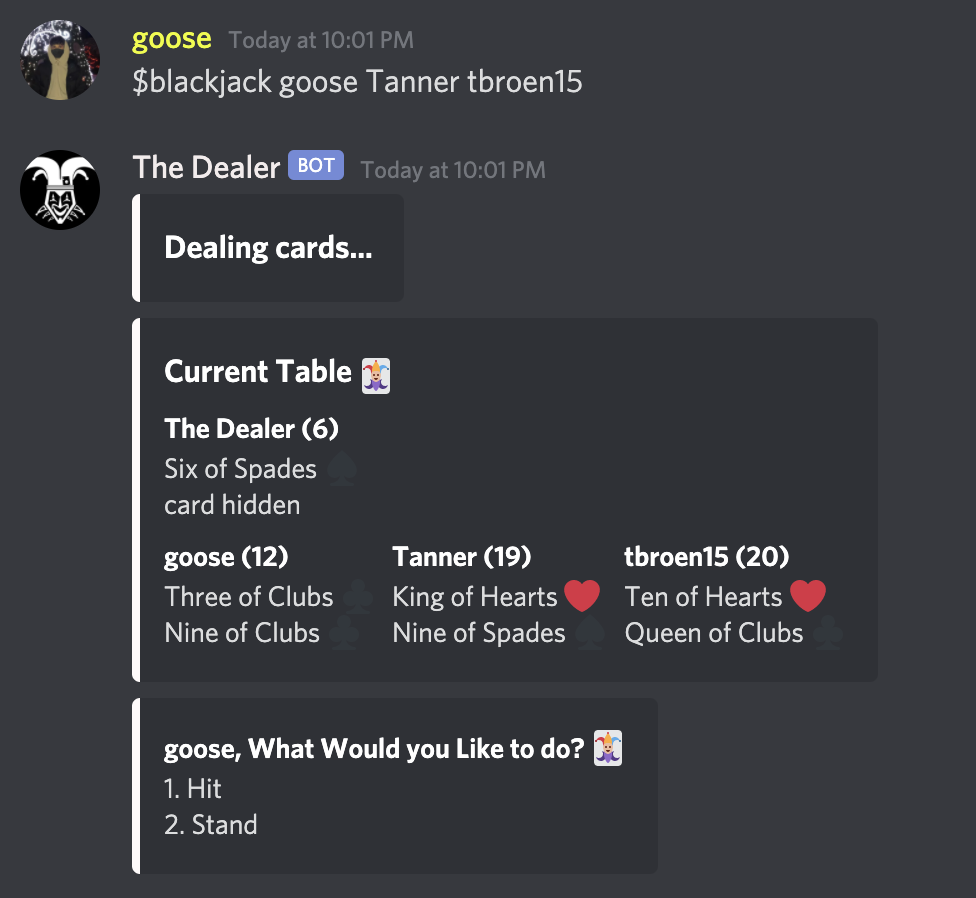 goose Today at 10:01 PM
$blackjack goose Tanner tbroen15
The Dealer BOT Today at 10:01 PM
Dealing cards...
Current Table
The Dealer (6)
Six of Spades
card hidden
goose (12) Tanner (19) tbroen15 (20)
Three of Clubs King of Hearts Ten of Hearts
Nine of Clubs Nine of Spades Queen of Clubs
goose, What Would you Like to do?
1. Hit
2. Stand